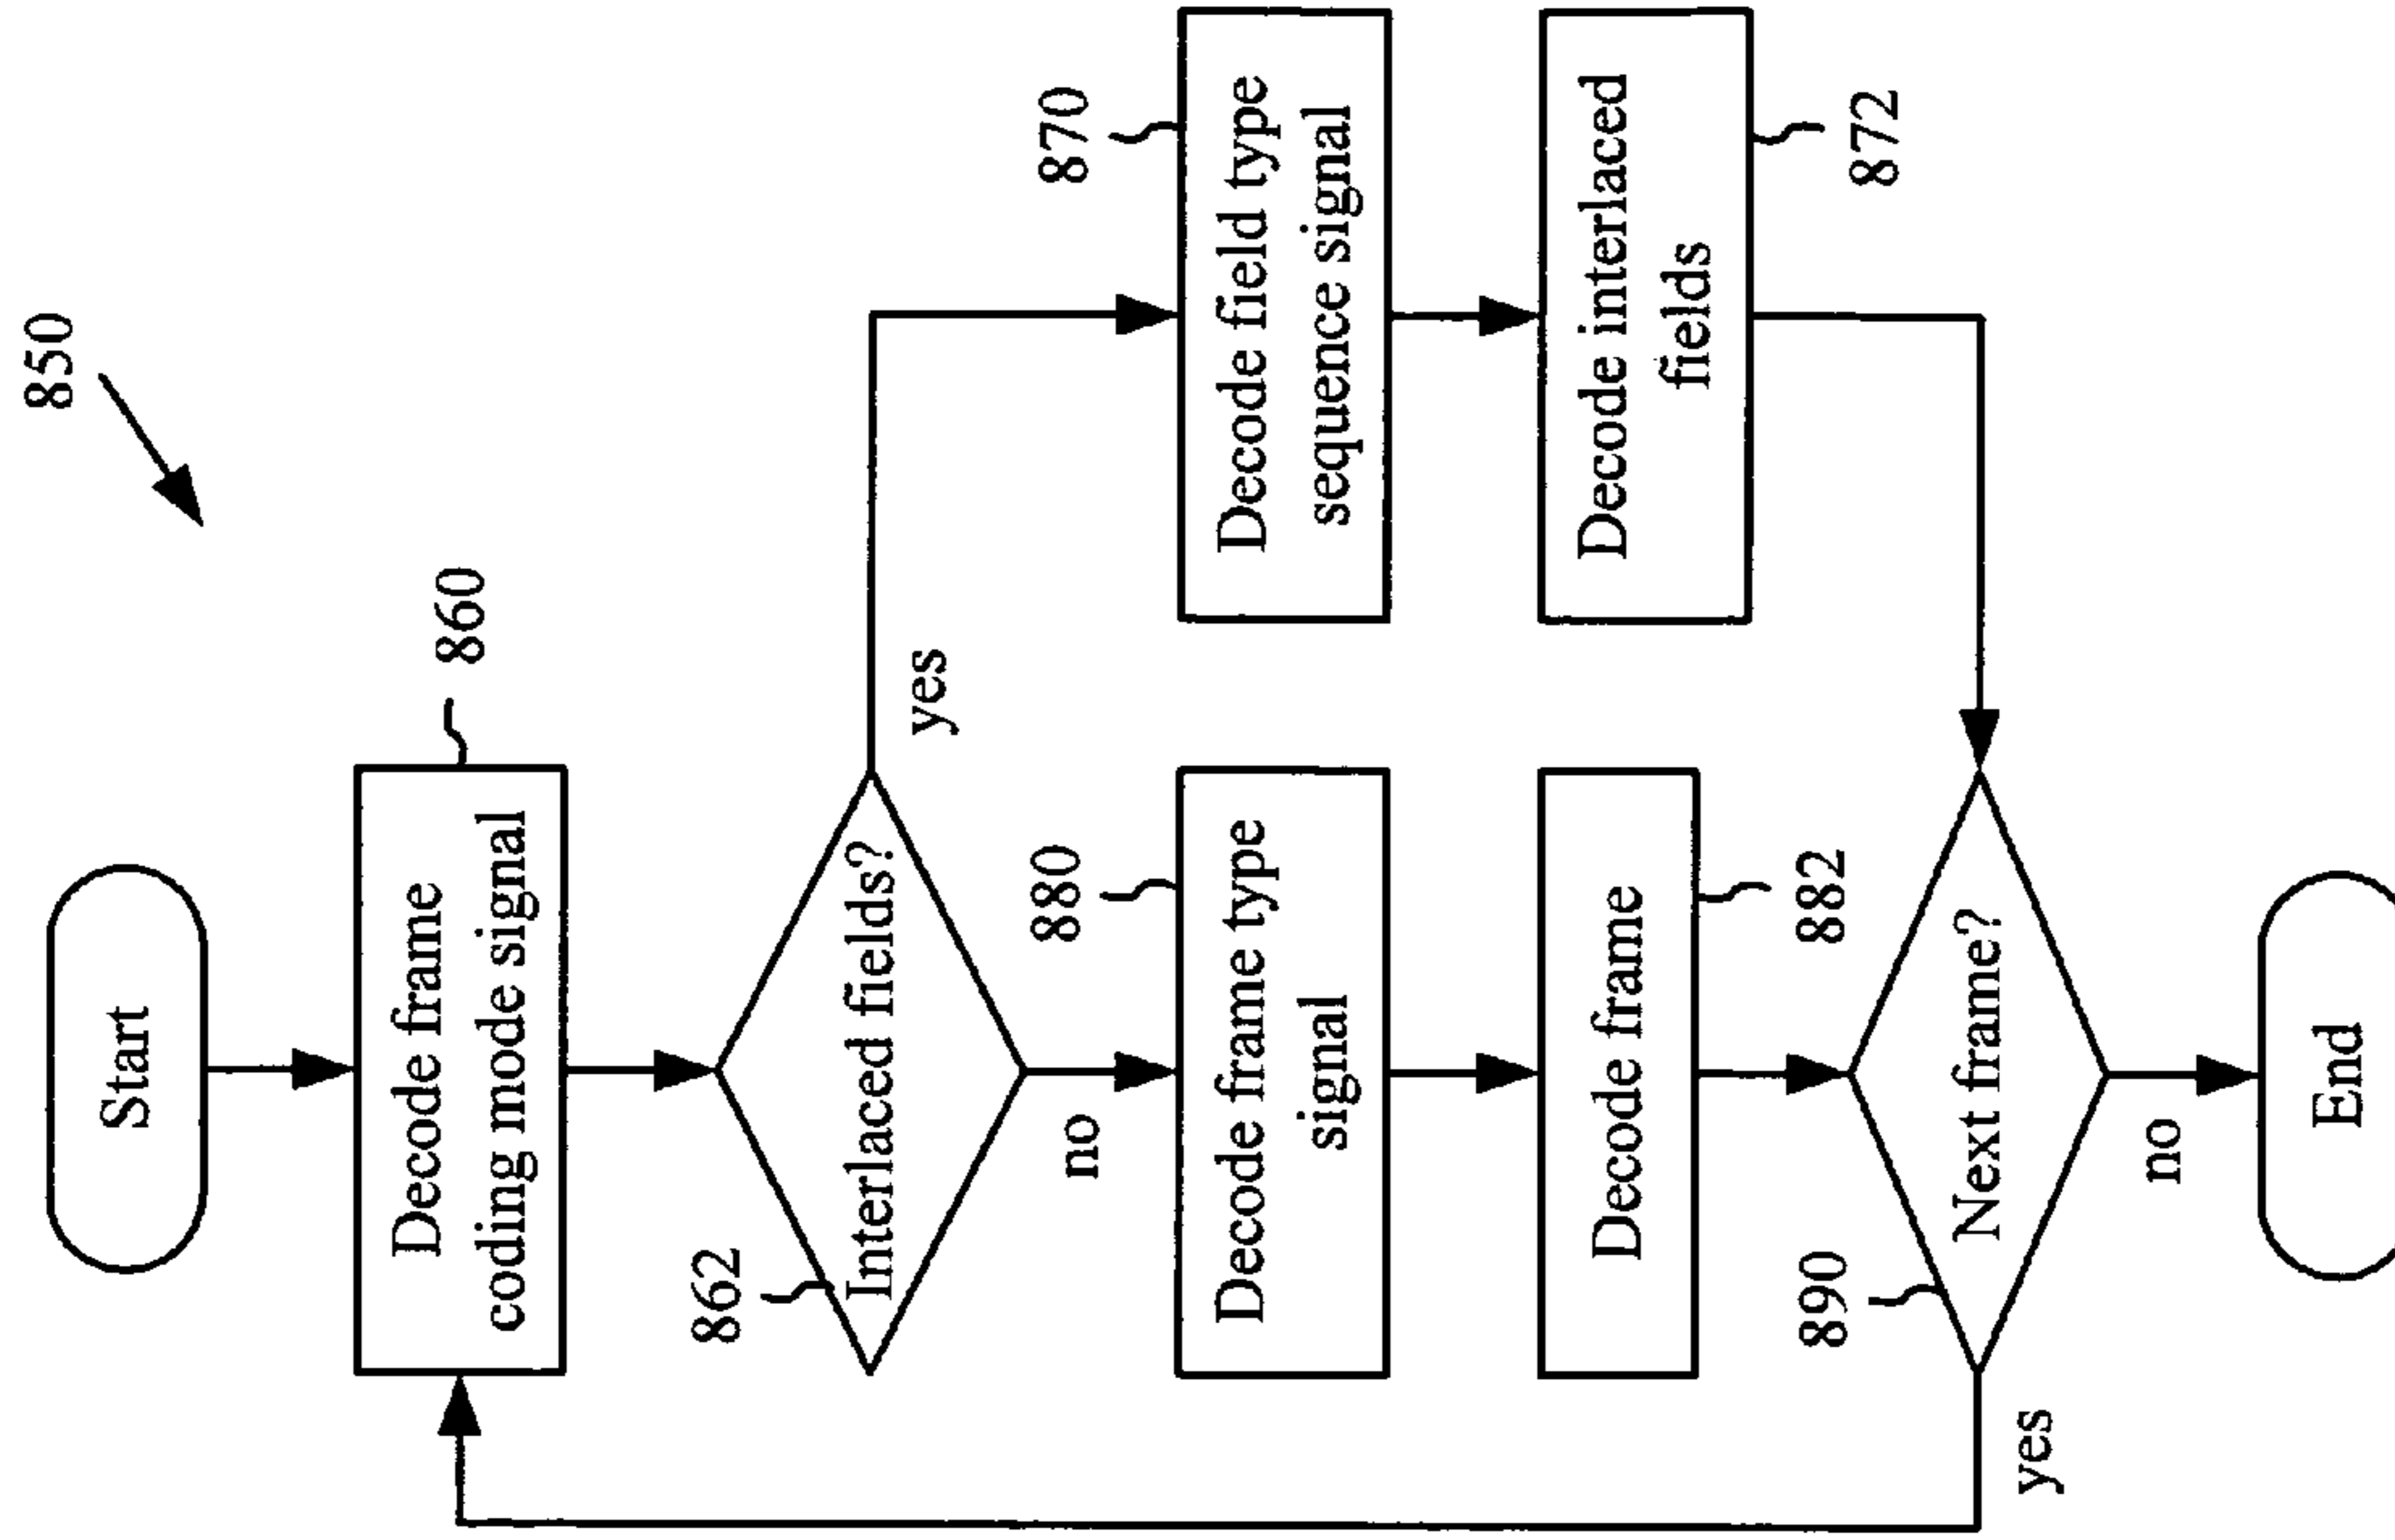 850
Start
Decode frame
coding mode signal
860
862
Interlaced fields?
yes
no
870
Decode field type
sequence signal
Decode interlaced
fields
872
880
Decode frame type
signal
Decode frame
882
890
Next frame?
yes
no
End